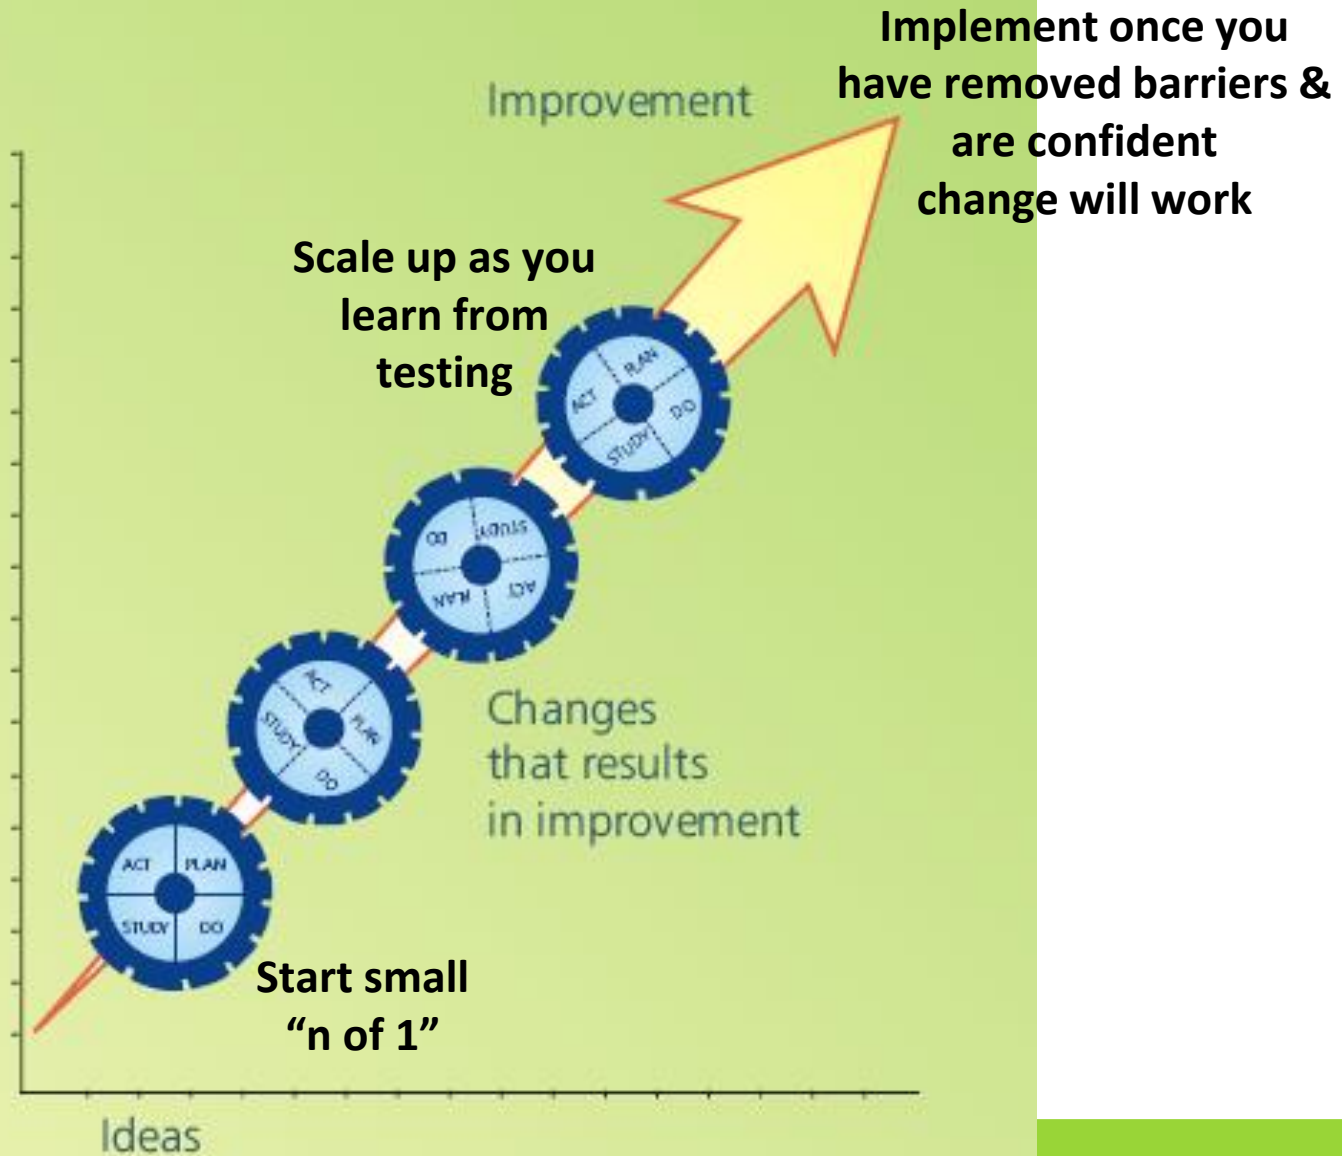 Implement once you
have removed barriers &
are confident
change will work
Improvement
Scale up as you
learn from
testing
PLAN
ACT
DO
STUDY
DO
STUDY
PLAN
ACT
Changes
that results
in improvement
ACT
PLAN
STUDY
DO
ACT
PLAN
STUDY
DO
Start small
“n of 1”
Ideas